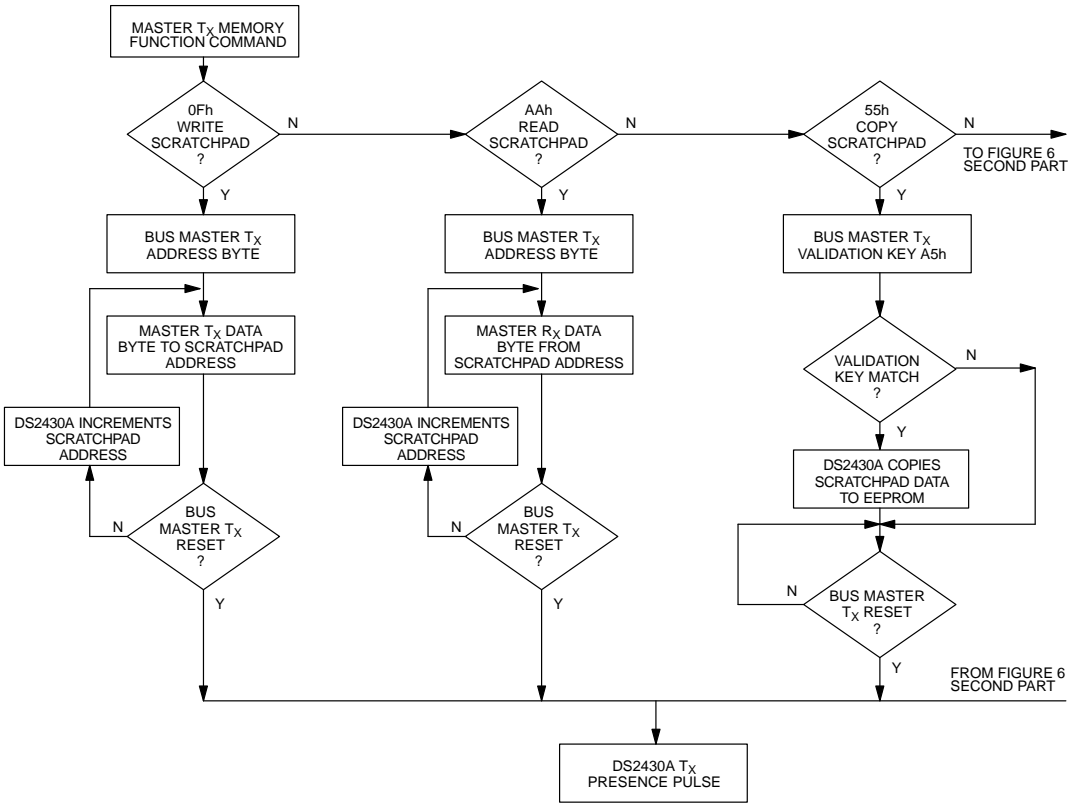 MASTER TX MEMORY
FUNCTION COMMAND
0Fh
WRITE
SCRATCHPAD
?
N
Y
AAh
READ
SCRATCHPAD
?
N
Y
55h
COPY
SCRATCHPAD
?
N
Y
TO FIGURE 6
SECOND PART
BUS MASTER TX
ADDRESS BYTE
BUS MASTER TX
ADDRESS BYTE
BUS MASTER TX
VALIDATION KEY A5h
MASTER TX DATA
BYTE TO SCRATCHPAD
ADDRESS
MASTER RX DATA
BYTE FROM
SCRATCHPAD ADDRESS
VALIDATION
KEY MATCH
?
N
Y
DS2430A INCREMENTS
SCRATCHPAD
ADDRESS
DS2430A INCREMENTS
SCRATCHPAD
ADDRESS
DS2430A COPIES
SCRATCHPAD DATA
TO EEPROM
BUS
MASTER TX
RESET
?
N
Y
BUS
MASTER TX
RESET
?
N
Y
BUS MASTER
TX RESET
?
N
Y
FROM FIGURE 6
SECOND PART
DS2430A TX
PRESENCE PULSE